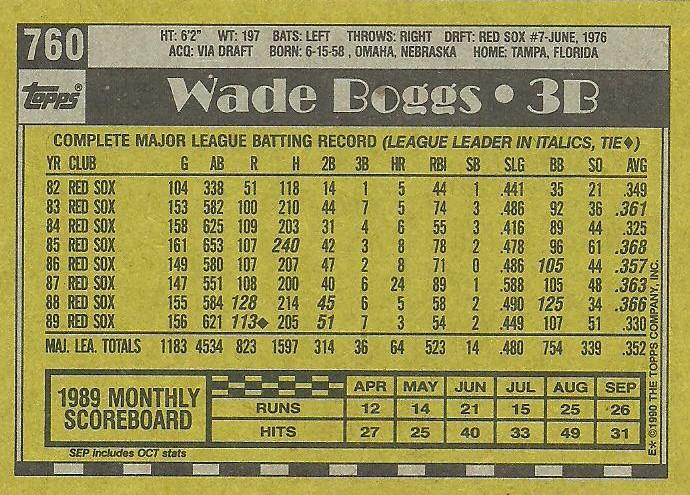 760
HT: 6'2" WT: 197 BATS: LEFT THROWS: RIGHT DRFT: RED SOX #7-JUNE, 1976
ACQ: VIA DRAFT BORN: 6-15-58 , OMAHA, NEBRASKA HOME: TAMPA, FLORIDA
topps®
Wade Boggs • 3B
COMPLETE MAJOR LEAGUE BATTING RECORD (LEAGUE LEADER IN ITALICS, TIE♦)
YR CLUB G AB R H 2B 3B HR RBI SB SLG BB SO AVG
82 RED SOX 104 338 51 118 14 1 5 44 1 .441 35 21 .349
83 RED SOX 153 582 100 210 44 7 5 74 3 .486 92 36 .361
84 RED SOX 158 625 109 203 31 4 6 55 3 .416 89 44 .325
85 RED SOX 161 653 107 240 42 3 8 78 2 .478 96 61 .368
86 RED SOX 149 580 107 207 47 2 8 71 0 .486 105 44 .357
87 RED SOX 147 551 108 200 40 6 24 89 1 .588 105 48 .363
88 RED SOX 155 584 128 214 45 6 5 58 2 .490 125 34 .366
89 RED SOX 156 621 113♦ 205 51 7 3 54 2 .449 107 51 .330
MAJ. LEA. TOTALS 1183 4534 823 1597 314 36 64 523 14 .480 754 339 .352
1989 MONTHLY SCOREBOARD
APR MAY JUN JUL AUG SEP
RUNS 12 14 21 15 25 26
HITS 27 25 40 33 49 31
SEP includes OCT stats
E* ©1990 THE TOPPS COMPANY, INC.